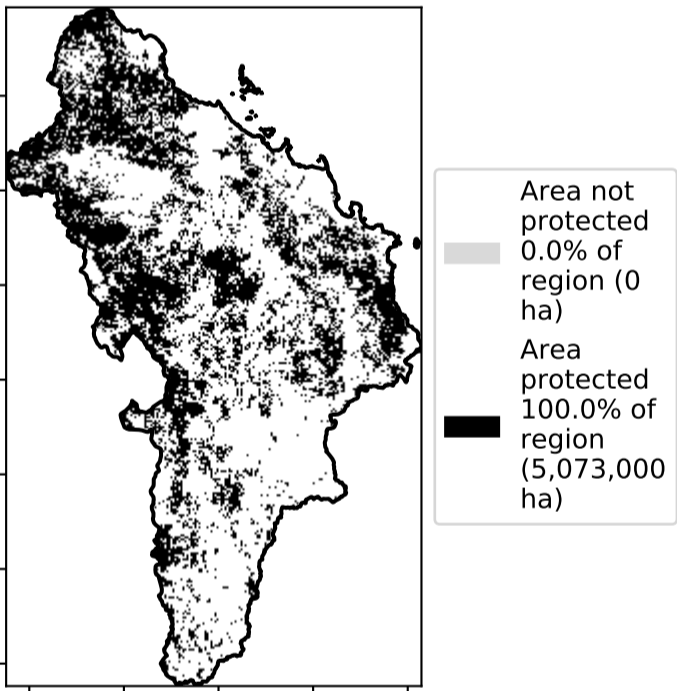 Area not
protected
0.0% of
region (0
ha)
Area
protected
100.0% of
region
(5,073,000
ha)